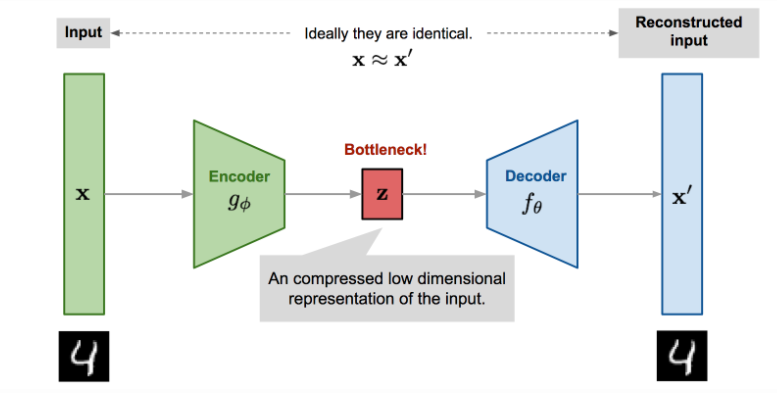 Input
Ideally they are identical.
x ≈ x′
Reconstructed
input
Bottleneck!
x
Encoder
gϕ
z
Decoder
fθ
x′
An compressed low dimensional
representation of the input.
4
4